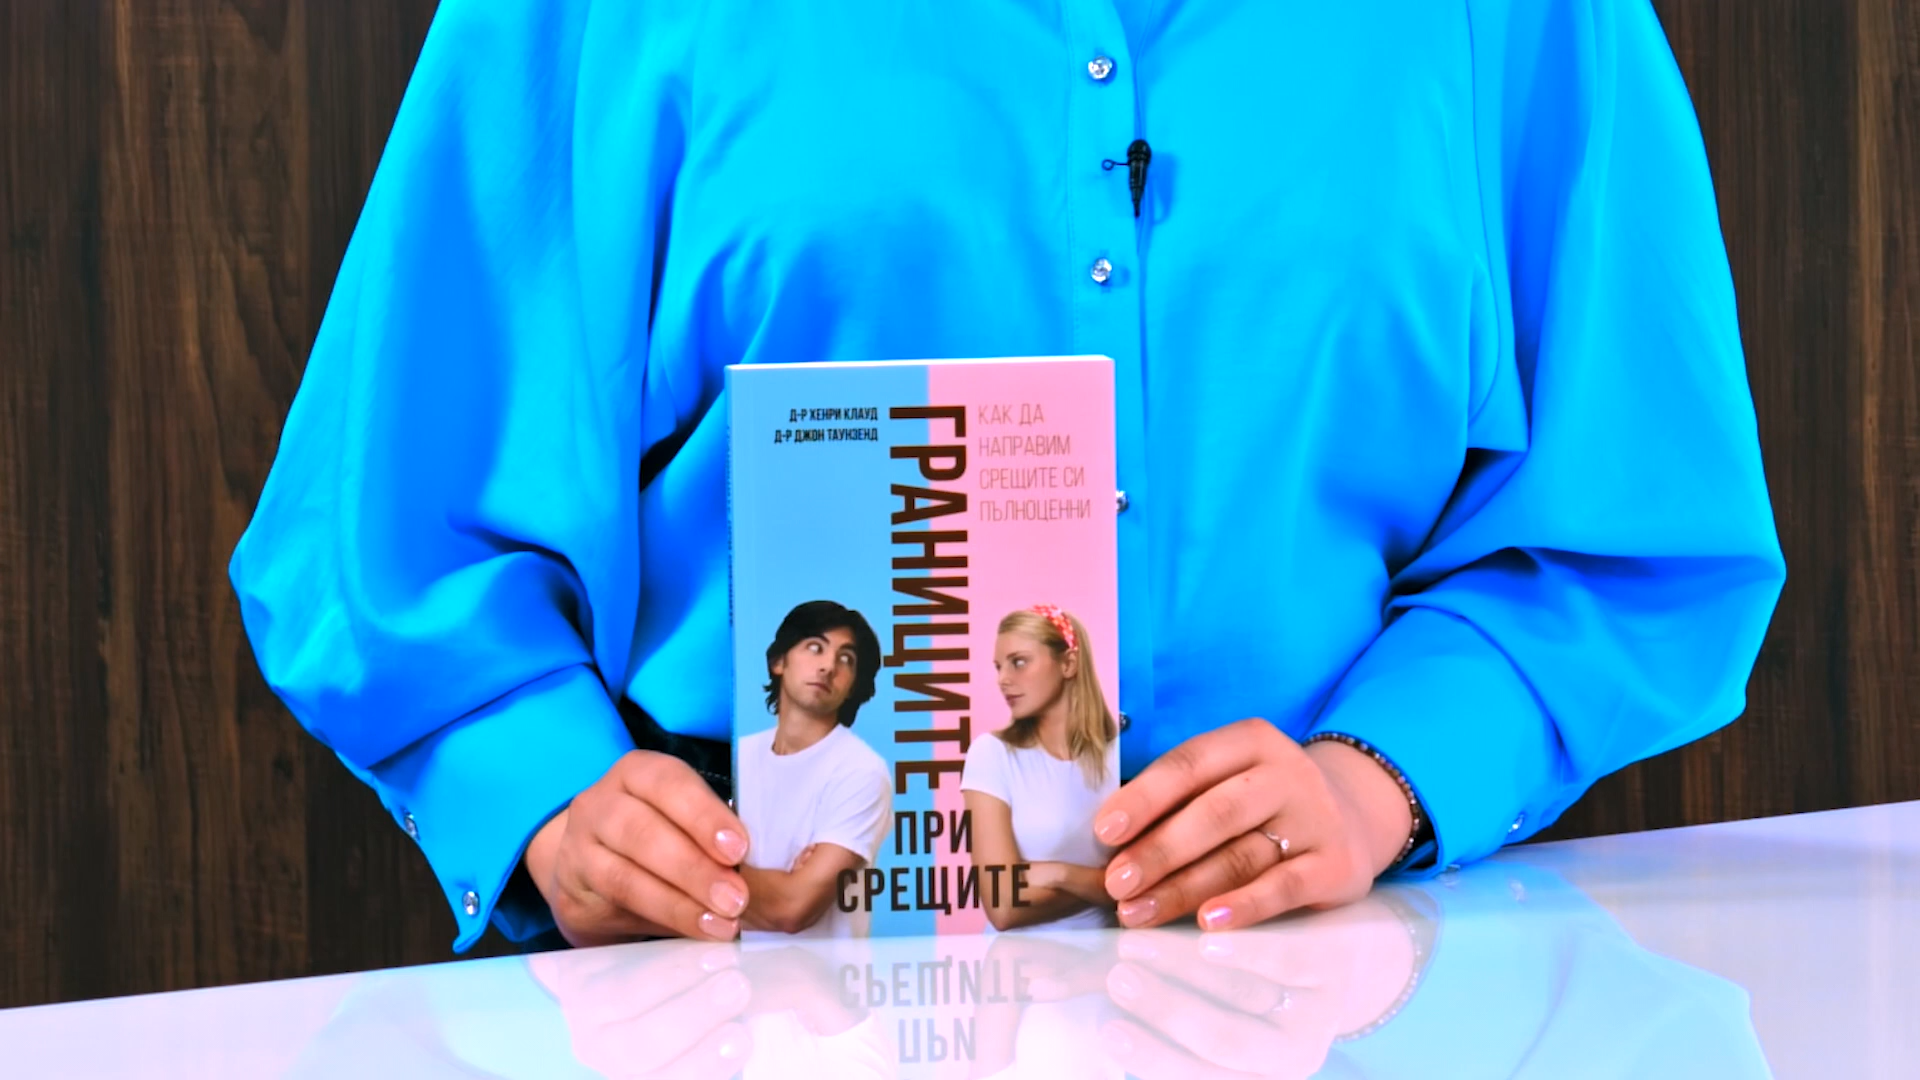 Д-Р ХЕНРИ КЛАУД
Д-Р ДЖОН ТАУНЗЕНД
ГРАНИЦИТЕ
ПРИ
СРЕЩИТЕ
КАК ДА
НАПРАВИМ
СРЕЩИТЕ СИ
ПЪЛНОЦЕННИ